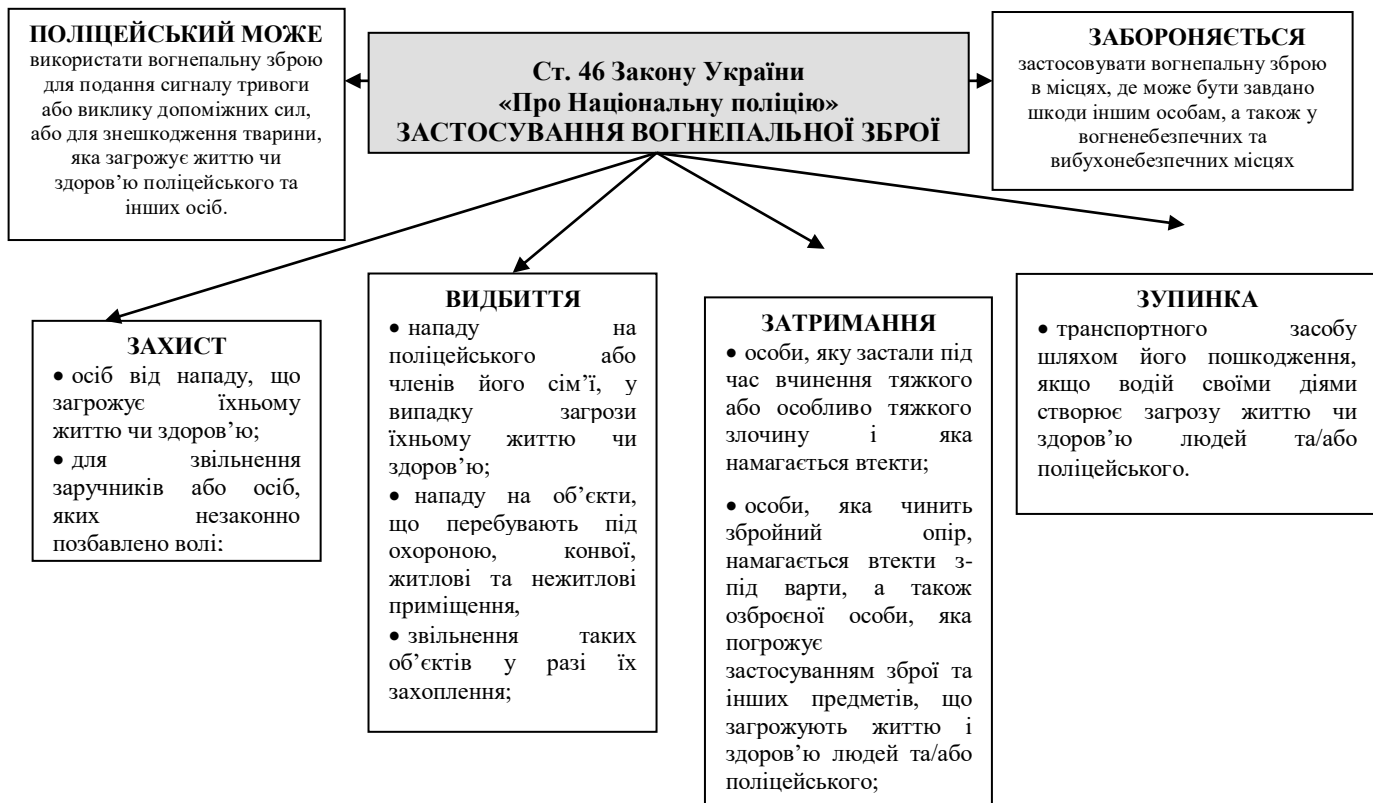 ПОЛІЦЕЙСЬКИЙ МОЖЕ
використати вогнепальну зброю
для подання сигналу тривоги
або виклику допоміжних сил,
або для знешкодження тварини,
яка загрожує життю чи
здоров’ю поліцейського та
інших осіб.
Ст. 46 Закону України
«Про Національну поліцію»
ЗАСТОСУВАННЯ ВОГНЕПАЛЬНОЇ ЗБРОЇ
ЗАБОРОНЯЄТЬСЯ
застосовувати вогнепальну зброю
в місцях, де може бути завдано
шкоди іншим особам, а також у
вогненебезпечних та
вибухонебезпечних місцях
ЗАХИСТ
• осіб від нападу, що
загрожує їхньому
життю чи здоров’ю;
• для звільнення
заручників або осіб,
яких незаконно
позбавлено волі;
ВИДБИТТЯ
• нападу на
поліцейського або
членів його сім’ї, у
випадку загрози
їхньому життю чи
здоров’ю;
• нападу на об’єкти,
що перебувають під
охороною, конвої,
житлові та нежитлові
приміщення,
• звільнення таких
об’єктів у разі їх
захоплення;
ЗАТРИМАННЯ
• особи, яку застали під
час вчинення тяжкого
або особливо тяжкого
злочину і яка
намагається втекти;
• особи, яка чинить
збройний опір,
намагається втекти з-
під варти, а також
озброєної особи, яка
погрожує
застосуванням зброї та
інших предметів, що
загрожують життю і
здоров’ю людей та/або
поліцейського;
ЗУПИНКА
• транспортного засобу
шляхом його пошкодження,
якщо водій своїми діями
створює загрозу життю чи
здоров’ю людей та/або
поліцейського.